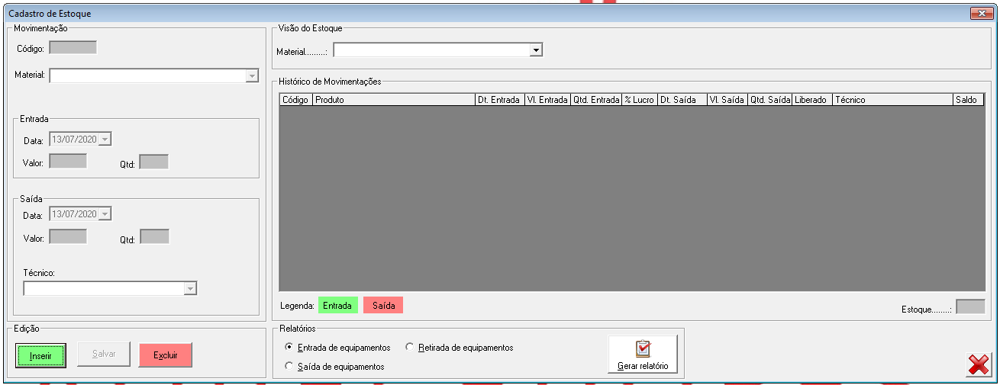 Cadastro de Estoque
Movimentação
Código:
Material:
Entrada
Data: 13/07/2020
Valor: Qtd:
Saída
Data: 13/07/2020
Valor: Qtd:
Técnico:
Edição
Inserir Salvar Excluir
Visão do Estoque
Material.........:
Histórico de Movimentações
Código Produto Dt. Entrada Vl. Entrada Qtd. Entrada % Lucro Dt. Saída Vl. Saída Qtd. Saída Liberado Técnico Saldo
Legenda: Entrada Saída
Estoque........:
Relatórios
Entrada de equipamentos Retirada de equipamentos
Saída de equipamentos
Gerar relatório